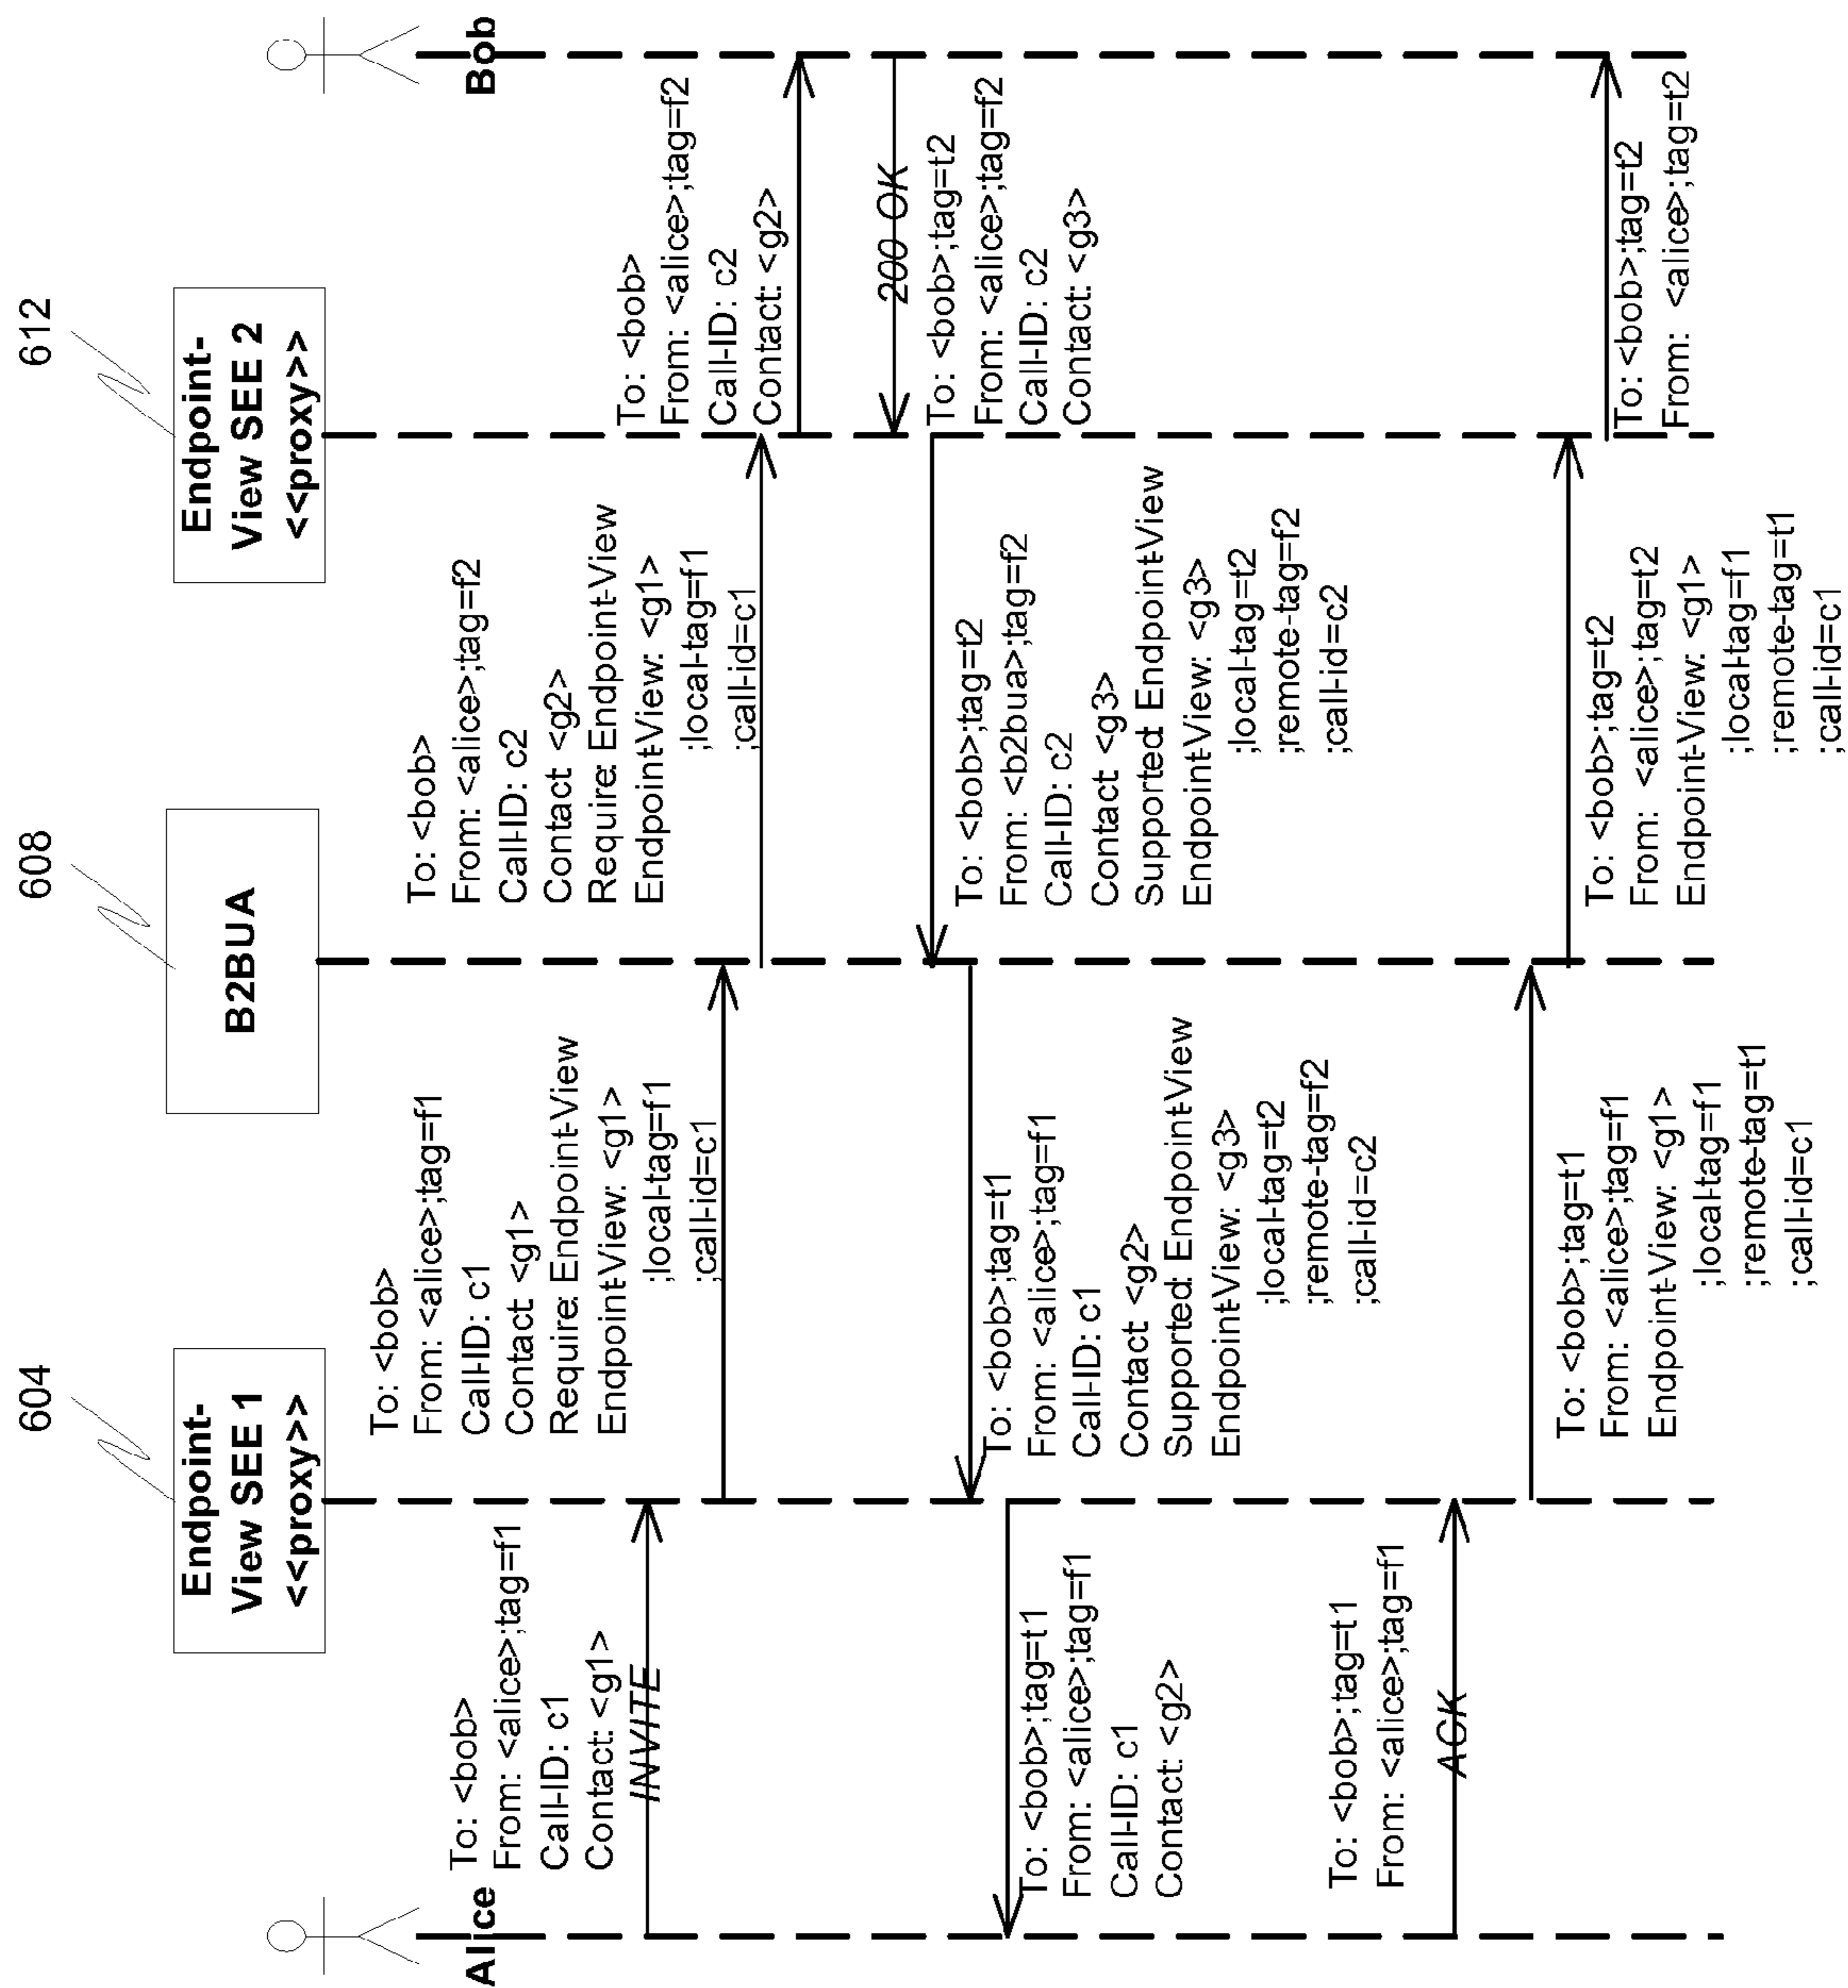 604
608
612
Endpoint-
View SEE 1
<<proxy>>
B2BUA
Endpoint-
View SEE 2
<<proxy>>
Alice
Bob
To: <bob>
From: <alice>;tag=f1
Call-ID: c1
Contact: <g1>
INVITE
To: <bob>
From: <alice>;tag=f1
Call-ID: c1
Contact <g1>
Require: Endpoint-View
Endpoint-View: <g1>
;local-tag=f1
;call-id=c1
To: <bob>
From: <alice>;tag=f2
Call-ID: c2
Contact <g2>
Require: Endpoint-View
Endpoint-View: <g1>
;local-tag=f1
;call-id=c1
To: <bob>
From: <alice>;tag=f2
Call-ID: c2
Contact: <g2>
200 OK
To: <bob>;tag=t2
From: <alice>;tag=f2
Call-ID: c2
Contact: <g3>
To: <bob>;tag=t2
From: <b2bua>;tag=f2
Call-ID: c2
Contact <g3>
Supported: Endpoint-View
Endpoint-View: <g3>
;local-tag=t2
;remote-tag=f2
;call-id=c2
To: <bob>;tag=t1
From: <alice>;tag=f1
Call-ID: c1
Contact <g2>
Supported: Endpoint-View
Endpoint-View: <g3>
;local-tag=t2
;remote-tag=f2
;call-id=c2
To: <bob>;tag=t1
From: <alice>;tag=f1
Call-ID: c1
Contact: <g2>
To: <bob>;tag=t1
From: <alice>;tag=f1
ACK
To: <bob>;tag=t1
From: <alice>;tag=f1
Endpoint-View: <g1>
;local-tag=f1
;remote-tag=t1
;call-id=c1
To: <bob>;tag=t2
From: <alice>;tag=t2
Endpoint-View: <g1>
;local-tag=f1
;remote-tag=t1
;call-id=c1
To: <bob>;tag=t2
From: <alice>;tag=t2